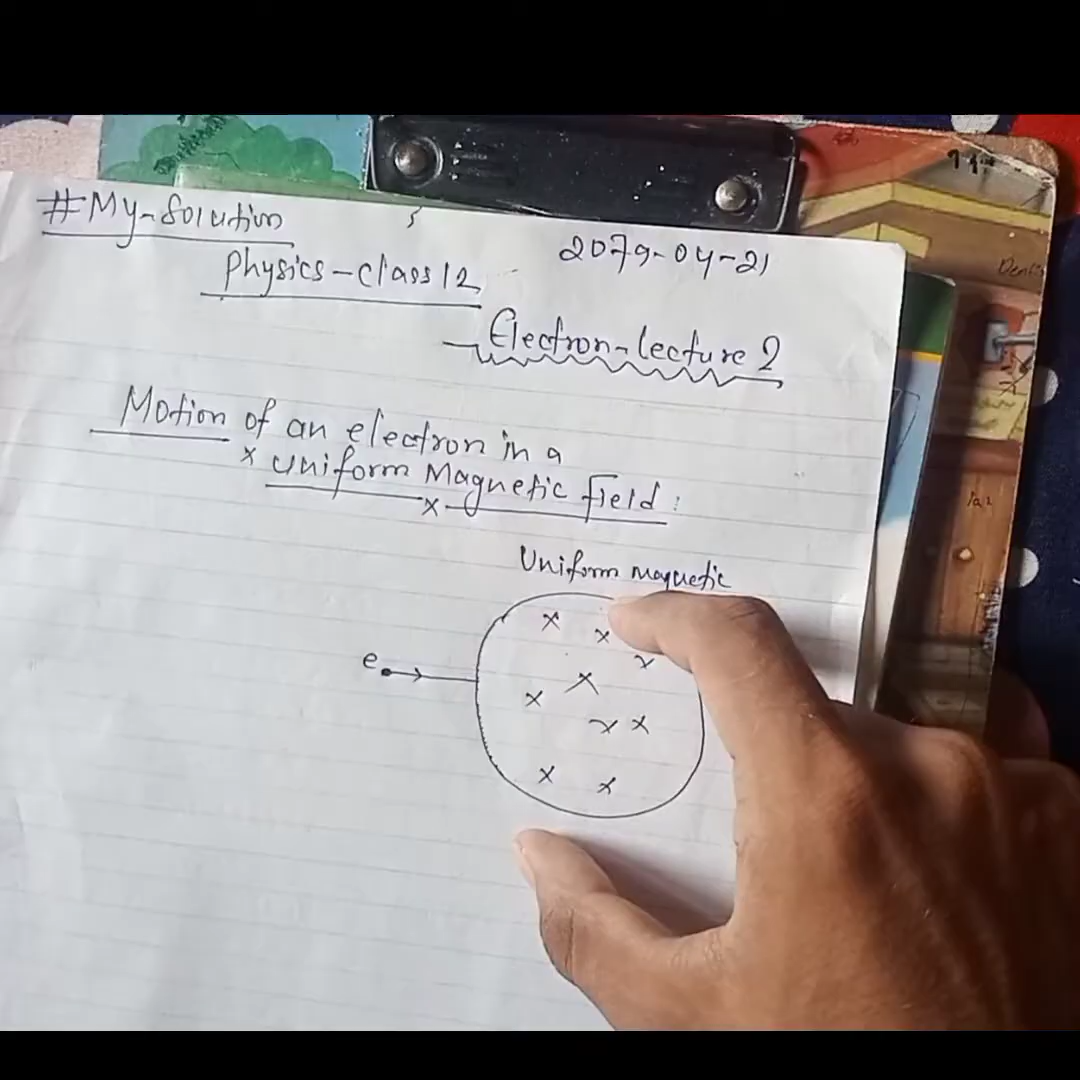 #My-Solution
2079-04-21
Physics-class 12
Electron-lecture 2
Motion of an electron in a
x Uniform Magnetic field:
x
Uniform magnetic
e
x x
x
x x
x x
x x